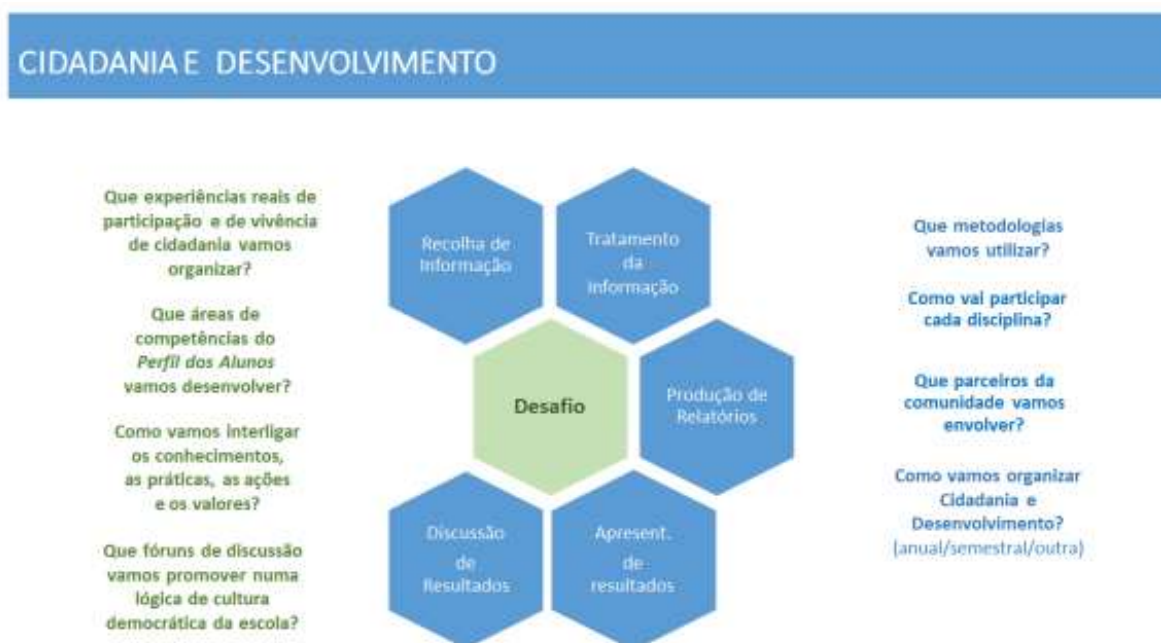 CIDADANIA E DESENVOLVIMENTO
Que experiências reais de
participação e de vivência
de cidadania vamos
organizar?
Que áreas de
competências do
Perfil dos Alunos
vamos desenvolver?
Como vamos interligar
os conhecimentos,
as práticas, as ações
e os valores?
Que fóruns de discussão
vamos promover numa
lógica de cultura
democrática da escola?
Recolha de
Informação
Tratamento
da
Informação
Desafio
Produção de
Relatórios
Discussão
de
Resultados
Apresent.
de
resultados
Que metodologias
vamos utilizar?
Como vai participar
cada disciplina?
Que parceiros da
comunidade vamos
envolver?
Como vamos organizar
Cidadania e
Desenvolvimento?
(anual/semestral/outra)